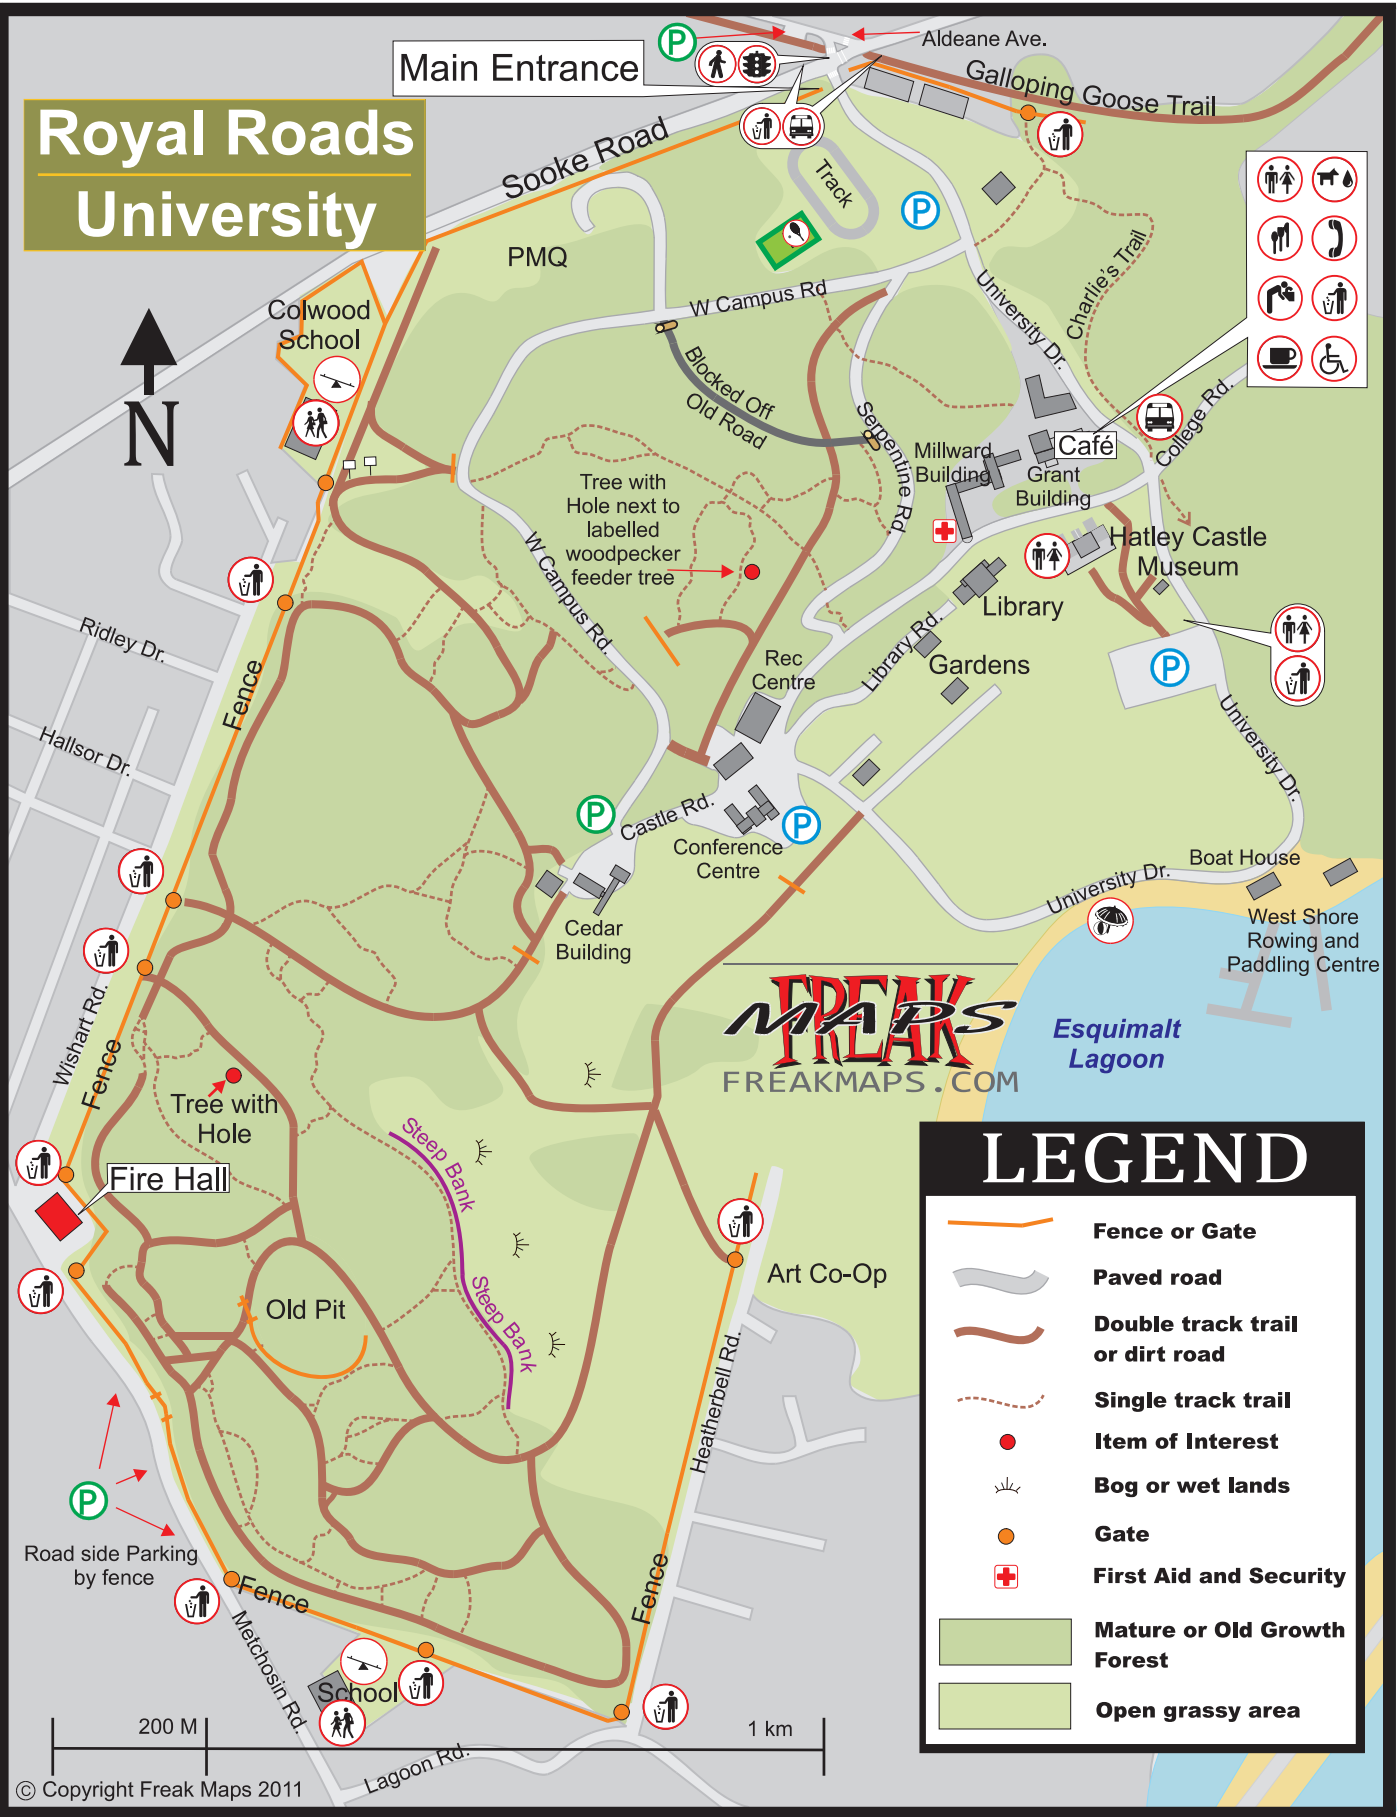 Royal Roads
University
Main Entrance
P
Aldeane Ave.
Galloping Goose Trail
Sooke Road
Track
P
PMQ
W Campus Rd
University Dr.
Charlie's Trail
Colwood
School
N
Blocked Off
Old Road
Serpentine Rd
College Rd.
Café
Millward
Building
Grant
Building
Tree with
Hole next to
labelled
woodpecker
feeder tree
W Campus Rd.
Hatley Castle
Museum
Library
Library Rd.
Gardens
P
Rec
Centre
Ridley Dr.
Hallsor Dr.
Fence
University Dr.
P
Castle Rd.
P
Conference
Centre
Cedar
Building
University Dr.
Boat House
West Shore
Rowing and
Paddling Centre
Wishart Rd.
Fence
FREAK
MAPS
FREAKMAPS.COM
Esquimalt
Lagoon
Tree with
Hole
Fire Hall
Steep Bank
Steep Bank
Old Pit
Art Co-Op
Heatherbell Rd.
P
Road side Parking
by fence
Fence
Fence
Metchosin Rd.
School
Lagoon Rd.
200 M
1 km
© Copyright Freak Maps 2011
LEGEND
Fence or Gate
Paved road
Double track trail
or dirt road
Single track trail
Item of Interest
Bog or wet lands
Gate
First Aid and Security
Mature or Old Growth
Forest
Open grassy area